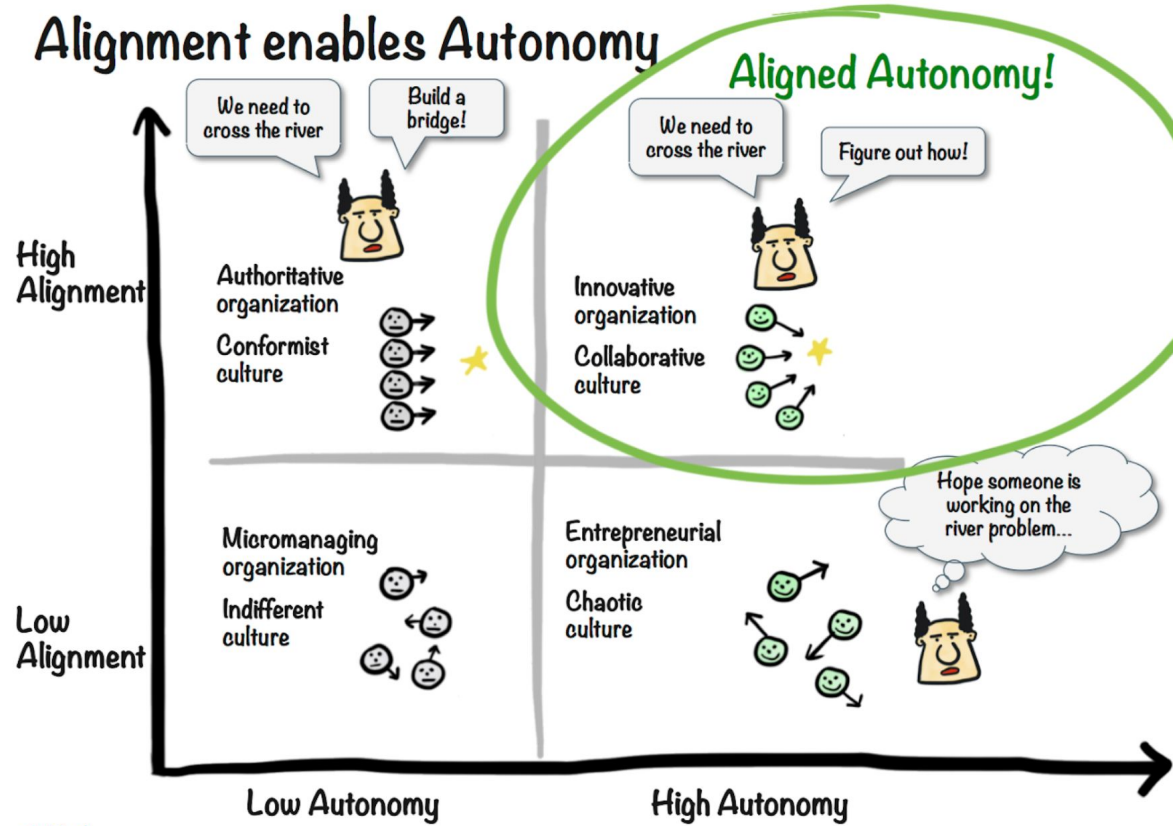 Alignment enables Autonomy
Aligned Autonomy!
We need to
cross the river
Build a
bridge!
We need to
cross the river
Figure out how!
High
Alignment
Authoritative
organization
Conformist
culture
Innovative
organization
Collaborative
culture
Hope someone is
working on the
river problem...
Low
Alignment
Micromanaging
organization
Indifferent
culture
Entrepreneurial
organization
Chaotic
culture
Low Autonomy
High Autonomy